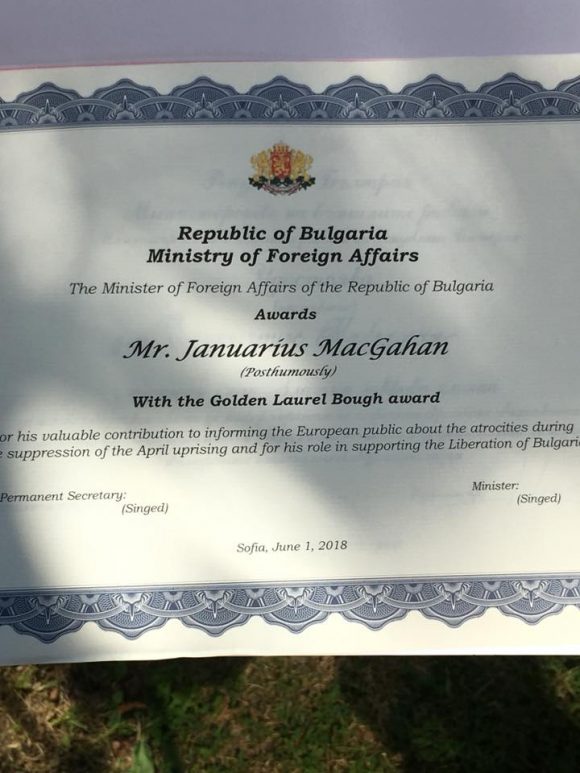 Republic of Bulgaria
Ministry of Foreign Affairs
The Minister of Foreign Affairs of the Republic of Bulgaria
Awards
Mr. Januarius MacGahan
(Posthumously)
With the Golden Laurel Bough award
or his valuable contribution to informing the European public about the atrocities during
e suppression of the April uprising and for his role in supporting the Liberation of Bulgari
Permanent Secretary:
(Singed)
Minister:
(Singed)
Sofia, June 1, 2018